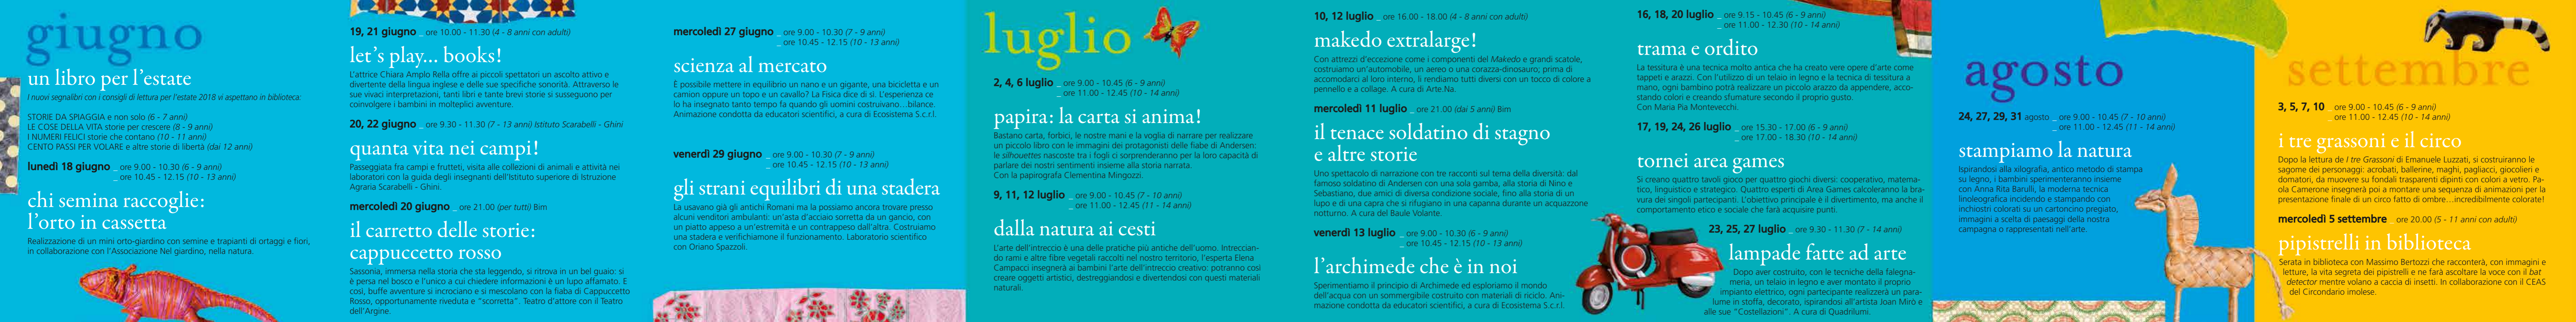 giugno
un libro per l'estate
I nuovi segnalibri con i consigli di lettura per l'estate 2018 vi aspettano in biblioteca:
STORIE DA SPIAGGIA e non solo (6 - 7 anni)
LE COSE DELLA VITA storie per crescere (8 - 9 anni)
I NUMERI FELICI storie che contano (10 - 11 anni)
CENTO PASSI PER VOLARE e altre storie di libertà (dai 12 anni)
lunedì 18 giugno _ ore 9.00 - 10.30 (6 - 9 anni)
_ ore 10.45 - 12.15 (10 - 13 anni)
chi semina raccoglie:
l'orto in cassetta
Realizzazione di un mini orto-giardino con semine e trapianti di ortaggi e fiori,
in collaborazione con l'Associazione Nel giardino, nella natura.
19, 21 giugno _ ore 10.00 - 11.30 (4 - 8 anni con adulti)
let's play... books!
L'attrice Chiara Amplo Rella offre ai piccoli spettatori un ascolto attivo e
divertente della lingua inglese e delle sue specifiche sonorità. Attraverso le
sue vivaci interpretazioni, tanti libri e tante brevi storie si susseguono per
coinvolgere i bambini in molteplici avventure.
20, 22 giugno _ ore 9.30 - 11.30 (7 - 13 anni) Istituto Scarabelli - Ghini
quanta vita nei campi!
Passeggiata fra campi e frutteti, visita alle collezioni di animali e attività nei
laboratori con la guida degli insegnanti dell'Istituto superiore di Istruzione
Agraria Scarabelli - Ghini.
mercoledì 20 giugno _ ore 21.00 (per tutti) Bim
il carretto delle storie:
cappuccetto rosso
Sassonia, immersa nella storia che sta leggendo, si ritrova in un bel guaio: si
è persa nel bosco e l'unico a cui chiedere informazioni è un lupo affamato. E
così, buffe avventure si incrociano e si mescolano con la fiaba di Cappuccetto
Rosso, opportunamente riveduta e "scorretta". Teatro d'attore con il Teatro
dell'Argine.
mercoledì 27 giugno _ ore 9.00 - 10.30 (7 - 9 anni)
_ ore 10.45 - 12.15 (10 - 13 anni)
scienza al mercato
È possibile mettere in equilibrio un nano e un gigante, una bicicletta e un
camion oppure un topo e un cavallo? La Fisica dice di sì. L'esperienza ce
lo ha insegnato tanto tempo fa quando gli uomini costruivano…bilance.
Animazione condotta da educatori scientifici, a cura di Ecosistema S.c.r.l.
venerdì 29 giugno _ ore 9.00 - 10.30 (7 - 9 anni)
_ ore 10.45 - 12.15 (10 - 13 anni)
gli strani equilibri di una stadera
La usavano già gli antichi Romani ma la possiamo ancora trovare presso
alcuni venditori ambulanti: un'asta d'acciaio sorretta da un gancio, con
un piatto appeso a un'estremità e un contrappeso dall'altro. Costruiamo
una stadera e verifichiamone il funzionamento. Laboratorio scientifico
con Oriano Spazzoli.
luglio
2, 4, 6 luglio _ ore 9.00 - 10.45 (6 - 9 anni)
_ ore 11.00 - 12.45 (10 - 14 anni)
papira: la carta si anima!
Bastano carta, forbici, le nostre mani e la voglia di narrare per realizzare
un piccolo libro con le immagini dei protagonisti delle fiabe di Andersen:
le silhouettes nascoste tra i fogli ci sorprenderanno per la loro capacità di
parlare dei nostri sentimenti insieme alla storia narrata.
Con la papirografa Clementina Mingozzi.
9, 11, 12 luglio _ ore 9.00 - 10.45 (7 - 10 anni)
_ ore 11.00 - 12.45 (11 - 14 anni)
dalla natura ai cesti
L'arte dell'intreccio è una delle pratiche più antiche dell'uomo. Intreccian-
do rami e altre fibre vegetali raccolti nel nostro territorio, l'esperta Elena
Campacci insegnerà ai bambini l'arte dell'intreccio creativo: potranno così
creare oggetti artistici, destreggiandosi e divertendosi con questi materiali
naturali.
10, 12 luglio _ ore 16.00 - 18.00 (4 - 8 anni con adulti)
makedo extralarge!
Con attrezzi d'eccezione come i componenti del Makedo e grandi scatole,
costruiamo un'automobile, un aereo o una corazza-dinosauro; prima di
accomodarci al loro interno, li rendiamo tutti diversi con un tocco di colore a
pennello e a collage. A cura di Arte.Na.
mercoledì 11 luglio _ ore 21.00 (dai 5 anni) Bim
il tenace soldatino di stagno
e altre storie
Uno spettacolo di narrazione con tre racconti sul tema della diversità: dal
famoso soldatino di Andersen con una sola gamba, alla storia di Nino e
Sebastiano, due amici di diversa condizione sociale, fino alla storia di un
lupo e di una capra che si rifugiano in una capanna durante un acquazzone
notturno. A cura del Baule Volante.
venerdì 13 luglio _ ore 9.00 - 10.30 (6 - 9 anni)
_ ore 10.45 - 12.15 (10 - 13 anni)
l'archimede che è in noi
Sperimentiamo il principio di Archimede ed esploriamo il mondo
dell'acqua con un sommergibile costruito con materiali di riciclo. Ani-
mazione condotta da educatori scientifici, a cura di Ecosistema S.c.r.l.
16, 18, 20 luglio _ ore 9.15 - 10.45 (6 - 9 anni)
_ ore 11.00 - 12.30 (10 - 14 anni)
trama e ordito
La tessitura è una tecnica molto antica che ha creato vere opere d'arte come
tappeti e arazzi. Con l'utilizzo di un telaio in legno e la tecnica di tessitura a
mano, ogni bambino potrà realizzare un piccolo arazzo da appendere, acco-
stando colori e creando sfumature secondo il proprio gusto.
Con Maria Pia Montevecchi.
17, 19, 24, 26 luglio _ ore 15.30 - 17.00 (6 - 9 anni)
_ ore 17.00 - 18.30 (10 - 14 anni)
tornei area games
Si creano quattro tavoli gioco per quattro giochi diversi: cooperativo, matema-
tico, linguistico e strategico. Quattro esperti di Area Games calcoleranno la bra-
vura dei singoli partecipanti. L'obiettivo principale è il divertimento, ma anche il
comportamento etico e sociale che farà acquisire punti.
23, 25, 27 luglio _ ore 9.30 - 11.30 (7 - 14 anni)
lampade fatte ad arte
Dopo aver costruito, con le tecniche della falegna-
meria, un telaio in legno e aver montato il proprio
impianto elettrico, ogni partecipante realizzerà un para-
lume in stoffa, decorato, ispirandosi all'artista Joan Mirò e
alle sue "Costellazioni". A cura di Quadrilumi.
agosto
24, 27, 29, 31 agosto _ ore 9.00 - 10.45 (7 - 10 anni)
_ ore 11.00 - 12.45 (11 - 14 anni)
stampiamo la natura
Ispirandosi alla xilografia, antico metodo di stampa
su legno, i bambini sperimenteranno insieme
con Anna Rita Barulli, la moderna tecnica
linoleografica incidendo e stampando con
inchiostri colorati su un cartoncino pregiato,
immagini a scelta di paesaggi della nostra
campagna o rappresentati nell'arte.
settembre
3, 5, 7, 10 _ ore 9.00 - 10.45 (6 - 9 anni)
_ ore 11.00 - 12.45 (10 - 14 anni)
i tre grassoni e il circo
Dopo la lettura de I tre Grassoni di Emanuele Luzzati, si costruiranno le
sagome dei personaggi: acrobati, ballerine, maghi, pagliacci, giocolieri e
domatori, da muovere su fondali trasparenti dipinti con colori a vetro. Pa-
ola Camerone insegnerà poi a montare una sequenza di animazioni per la
presentazione finale di un circo fatto di ombre...incredibilmente colorate!
mercoledì 5 settembre _ ore 20.00 (5 - 11 anni con adulti)
pipistrelli in biblioteca
Serata in biblioteca con Massimo Bertozzi che racconterà, con immagini e
letture, la vita segreta dei pipistrelli e ne farà ascoltare la voce con il bat
detector mentre volano a caccia di insetti. In collaborazione con il CEAS
del Circondario imolese.